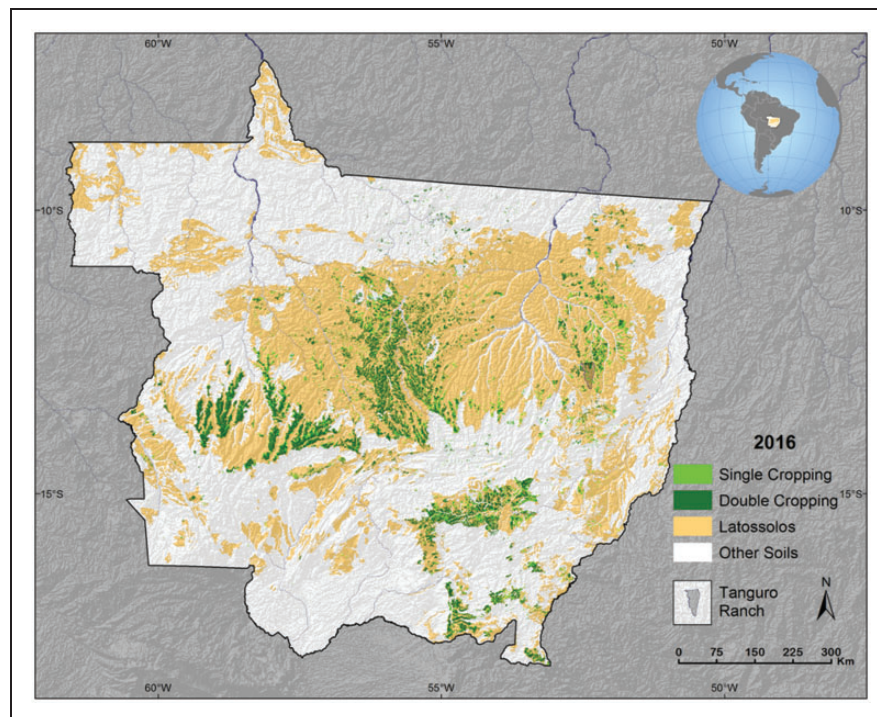 60°W
55°W
50°W
10°S
10°S
2016
Single Cropping
15°S
15°S
Double Cropping
Latossolos
Other Soils
Tanguro
Ranch
N
0 75 150 225 300
Km
60°W
55°W
50°W